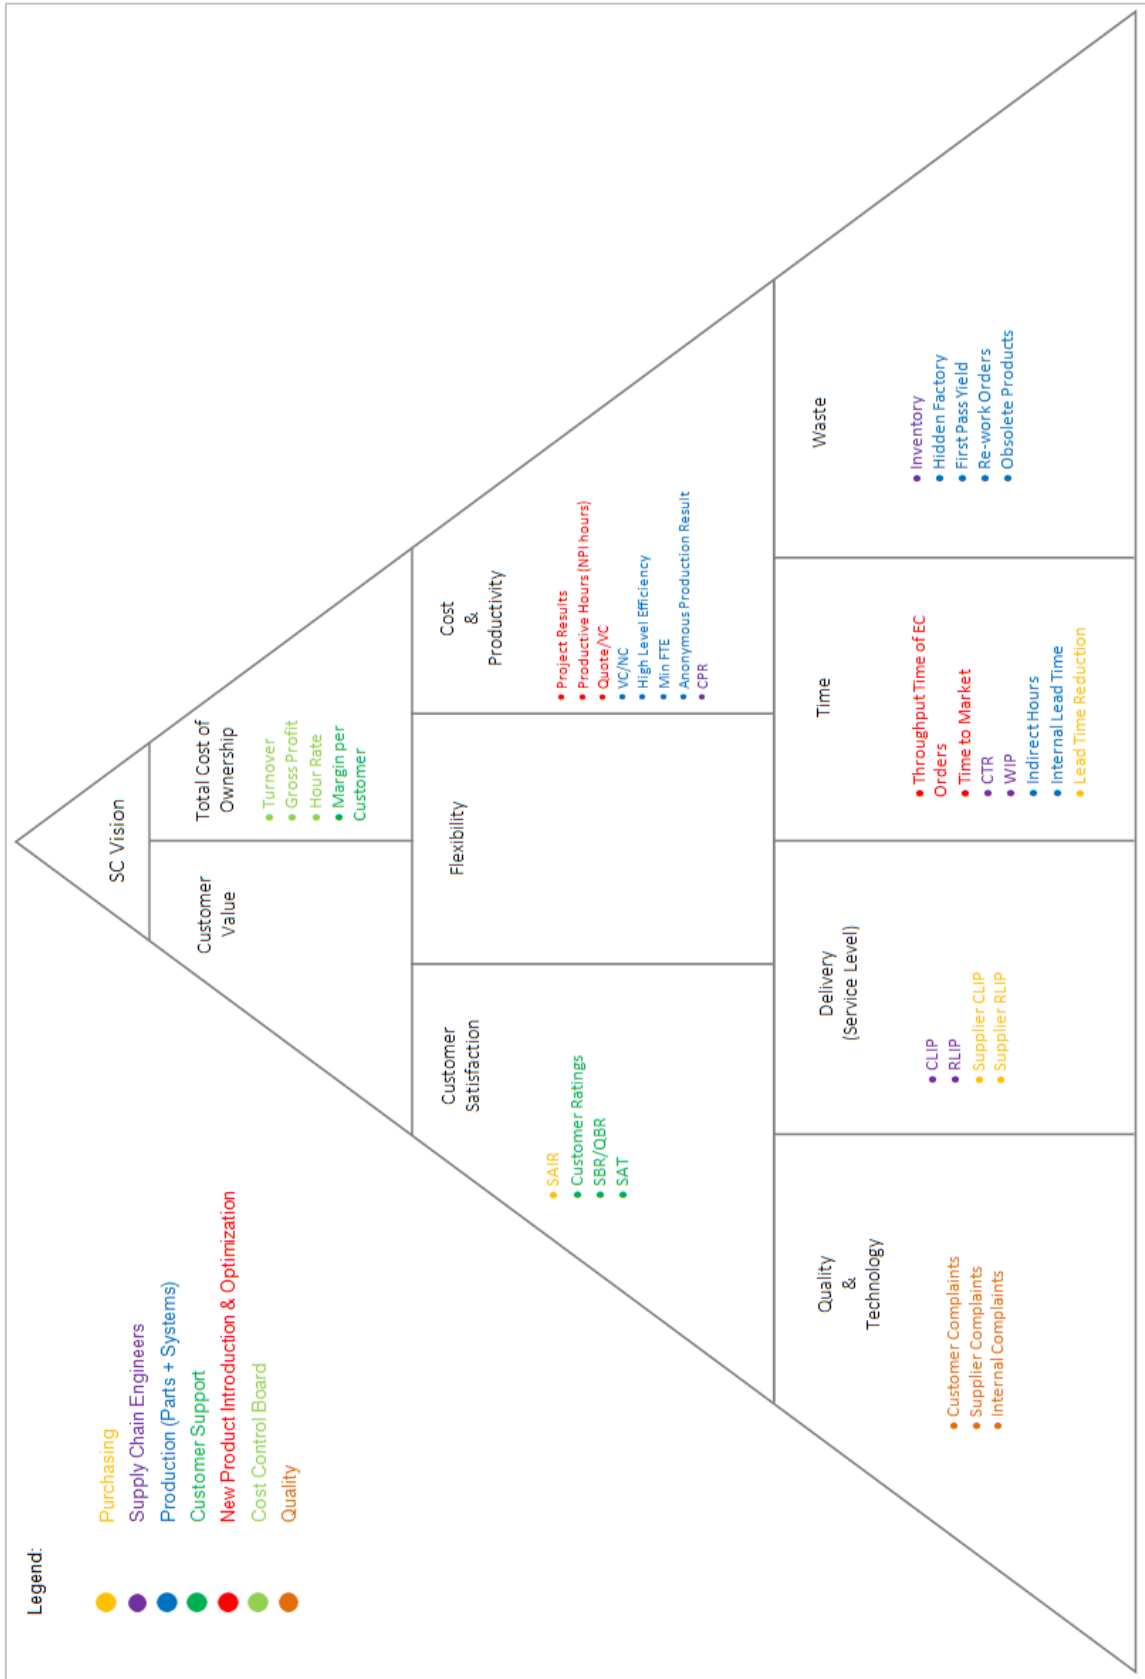 Legend:
Purchasing
Supply Chain Engineers
Production (Parts + Systems)
Customer Support
New Product Introduction & Optimization
Cost Control Board
Quality
SC Vision
Customer
Value
Total Cost of
Ownership
• Turnover
• Gross Profit
• Hour Rate
• Margin per
Customer
Customer
Satisfaction
• SAIR
• Customer Ratings
• SBR/QBR
• SAT
Flexibility
Cost
&
Productivity
• Project Results
• Productive Hours (NPI hours)
• Quote/VC
• VC/NC
• High Level Efficiency
• Min FTE
• Anonymous Production Result
• CPR
Quality
&
Technology
• Customer Complaints
• Supplier Complaints
• Internal Complaints
Delivery
(Service Level)
• CLIP
• RLIP
• Supplier CLIP
• Supplier RLIP
Time
• Throughput Time of EC
Orders
• Time to Market
• CTR
• WIP
• Indirect Hours
• Internal Lead Time
• Lead Time Reduction
Waste
• Inventory
• Hidden Factory
• First Pass Yield
• Re-work Orders
• Obsolete Products